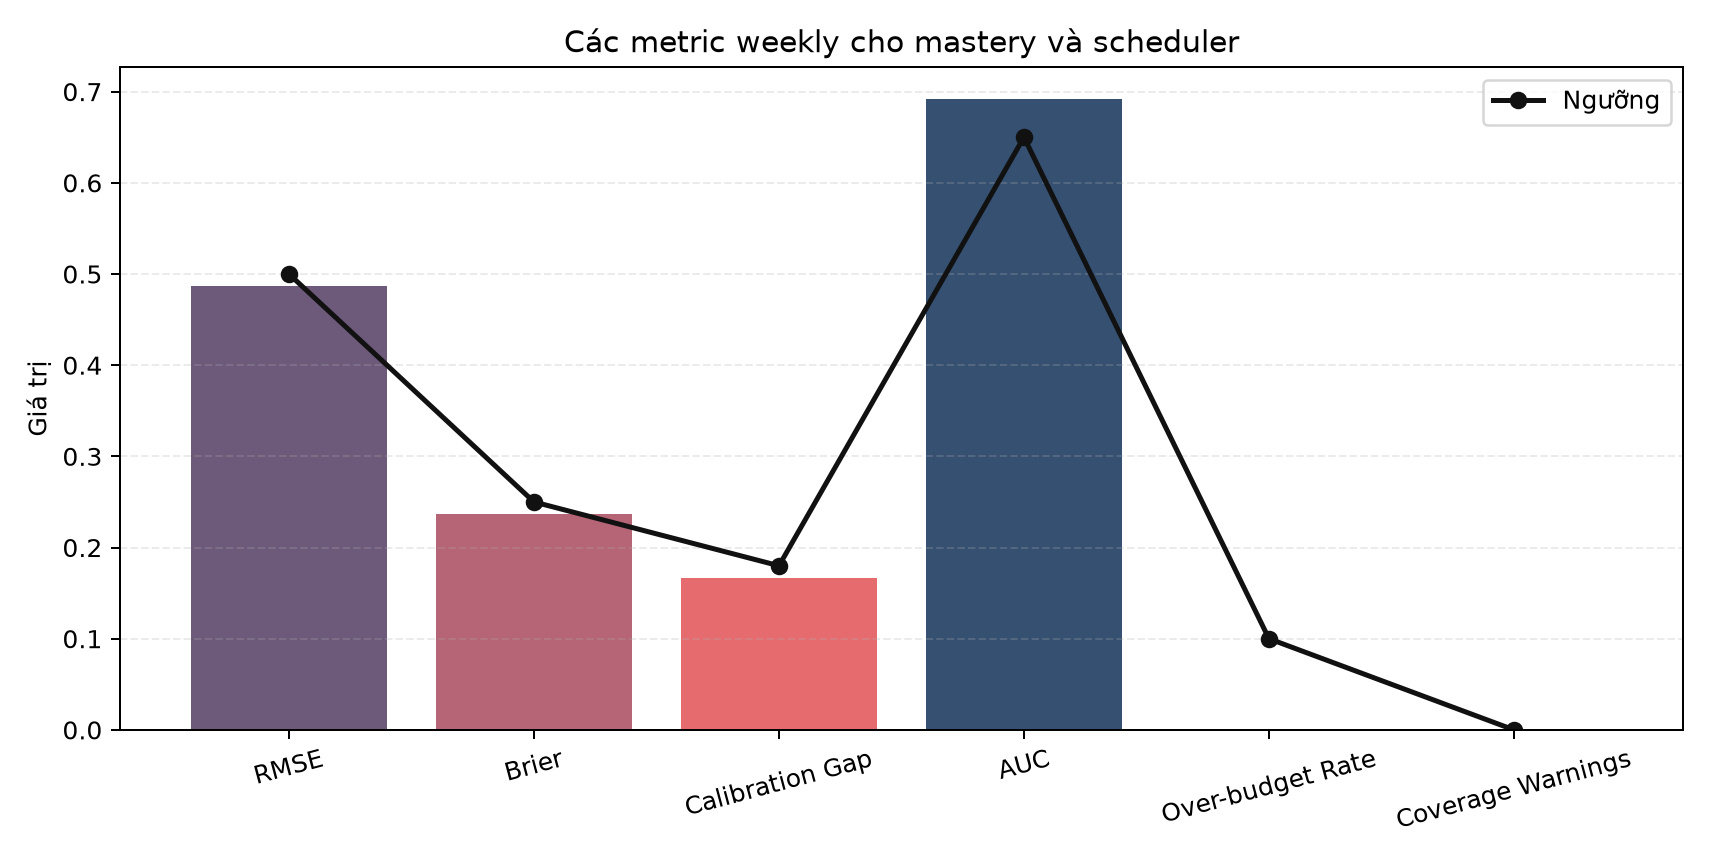 Các metric weekly cho mastery và scheduler
Ngưỡng
Giá trị
0.7
0.6
0.5
0.4
0.3
0.2
0.1
0.0
RMSE
Brier
Calibration Gap
AUC
Over-budget Rate
Coverage Warnings